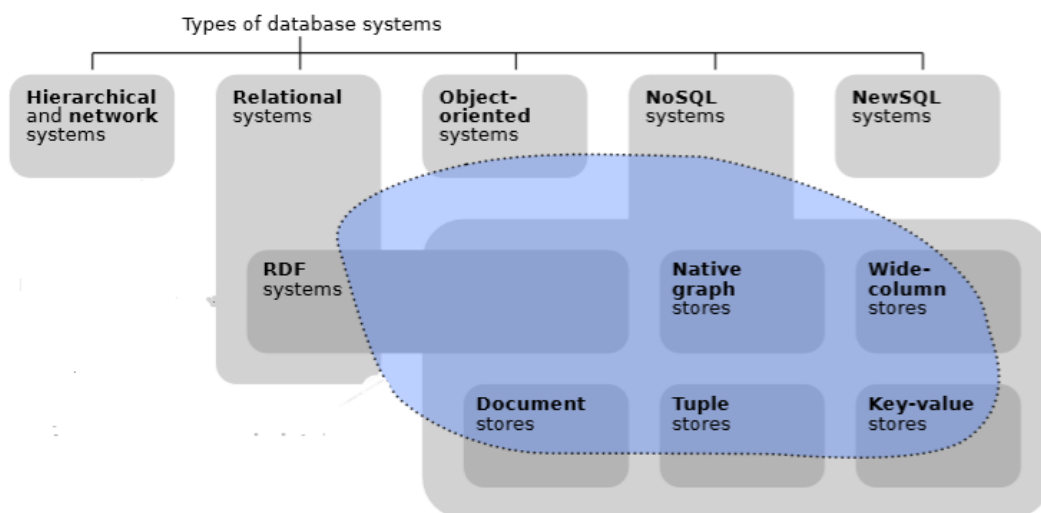 Types of database systems
Hierarchical
and network
systems
Relational
systems
Object-
oriented
systems
NoSQL
systems
NewSQL
systems
RDF
systems
Native
graph
stores
Wide-
column
stores
Document
stores
Tuple
stores
Key-value
stores